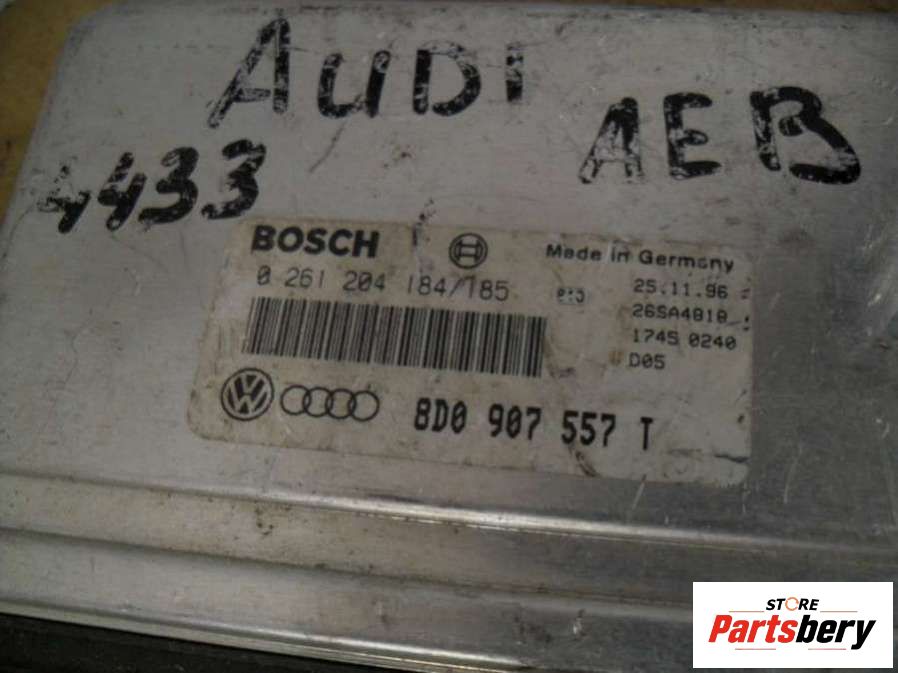 AUDI
AEB
4433
BOSCH
Made in Germany
0 261 204 184/185
25.11.96
26SA4818
1745 0240
D05
8D0 907 557 T
STORE
Partsbery